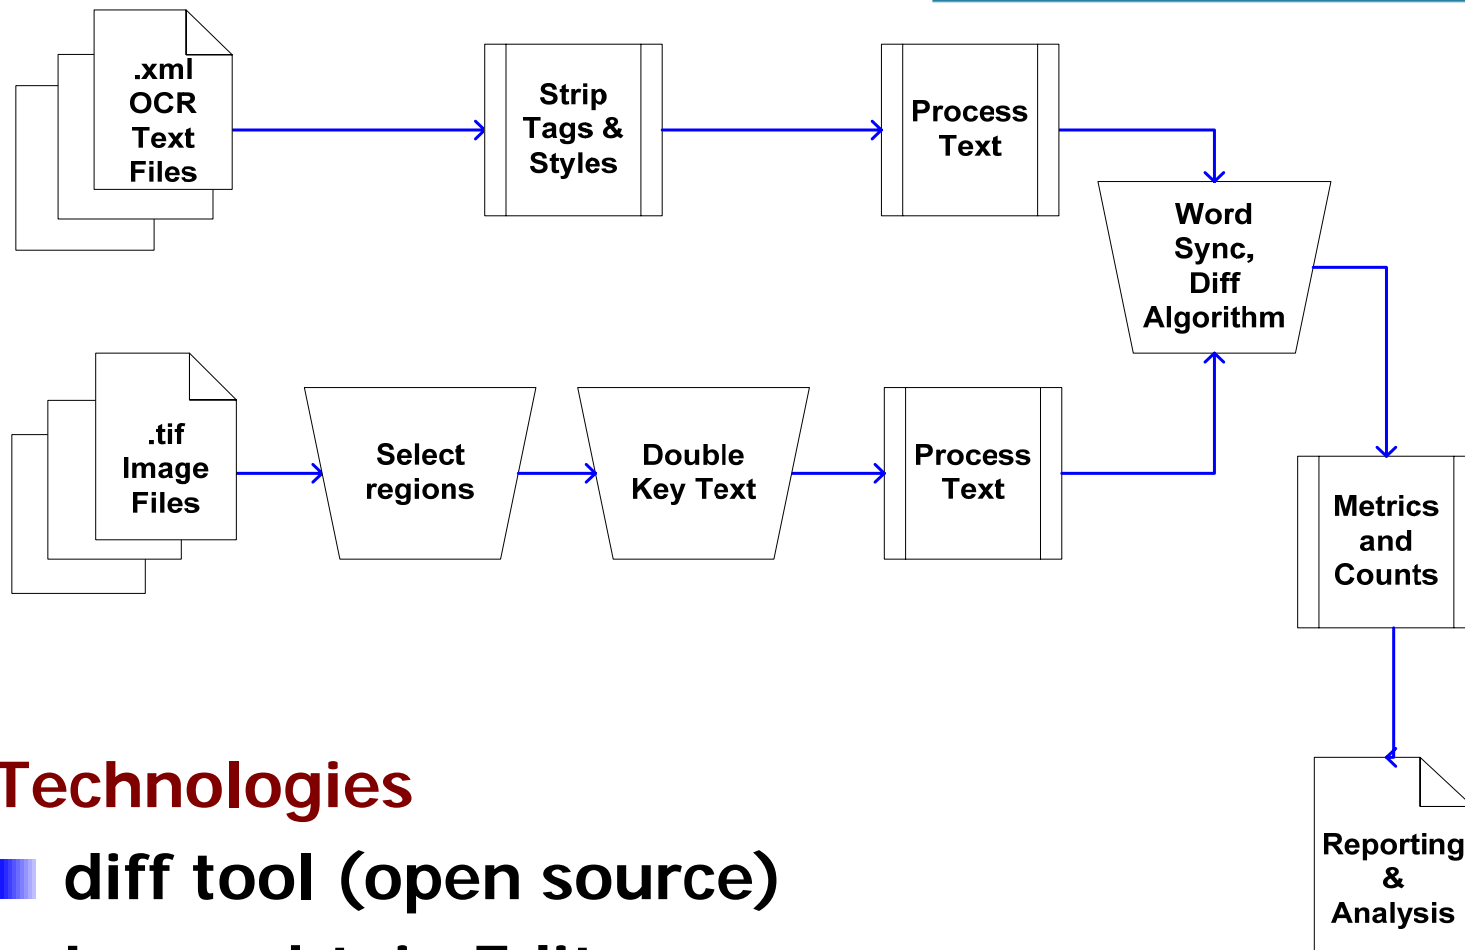 .xml
OCR
Text
Files
Strip
Tags &
Styles
Process
Text
Word
Sync,
Diff
Algorithm
.tif
Image
Files
Select
regions
Double
Key Text
Process
Text
Metrics
and
Counts
Reporting
&
Analysis
Technologies
diff tool (open source)